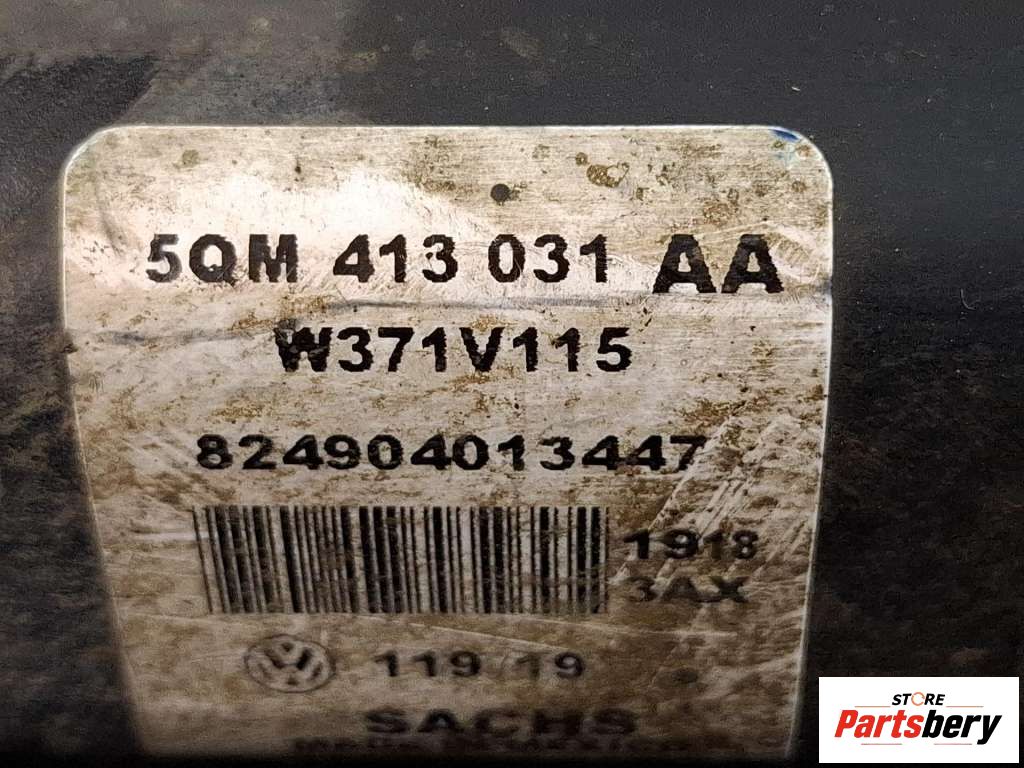 5QM 413 031 AA
W371V115
824904013447
1918
3AX
119/19
SACHS
STORE
Partsbery